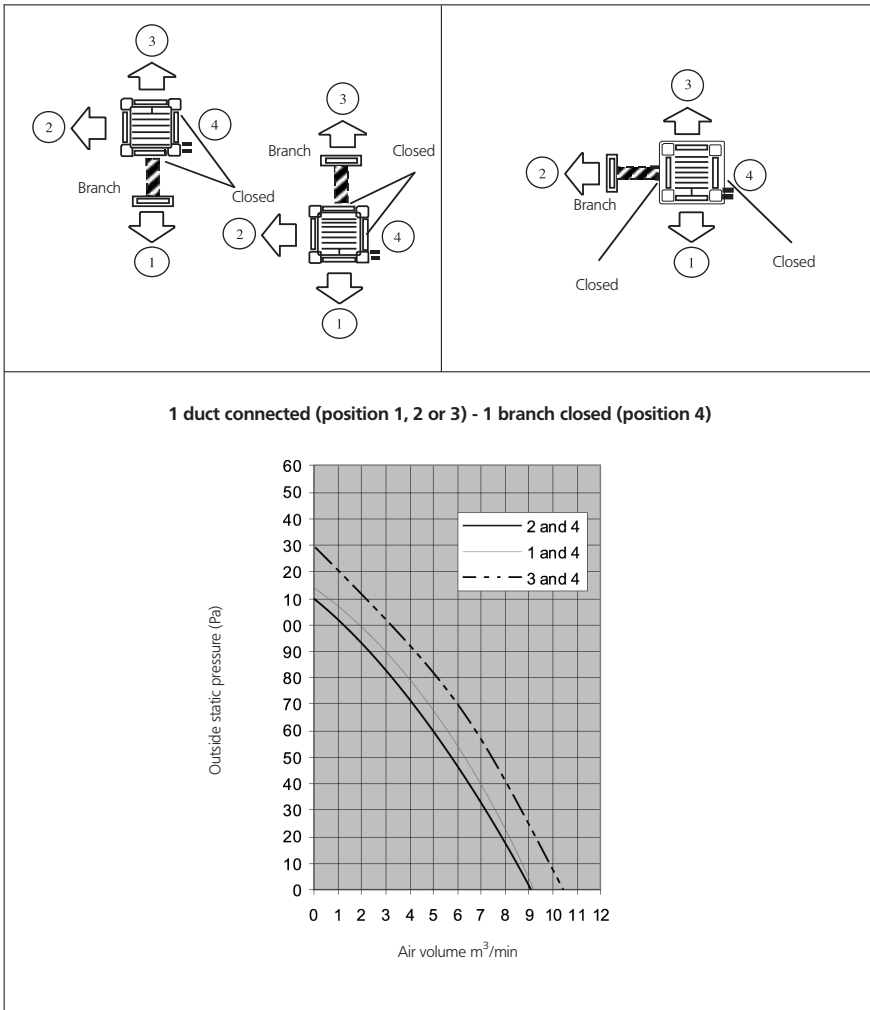 3
2
4
Branch
Closed
1
3
Branch
Closed
2
4
1
3
2
4
Branch
1
Closed
Closed
1 duct connected (position 1, 2 or 3) - 1 branch closed (position 4)
60
50
40
30
20
10
00
90
80
70
60
50
40
30
20
10
0
2 and 4
1 and 4
3 and 4
Outside static pressure (Pa)
0 1 2 3 4 5 6 7 8 9 10 11 12
Air volume m³/min